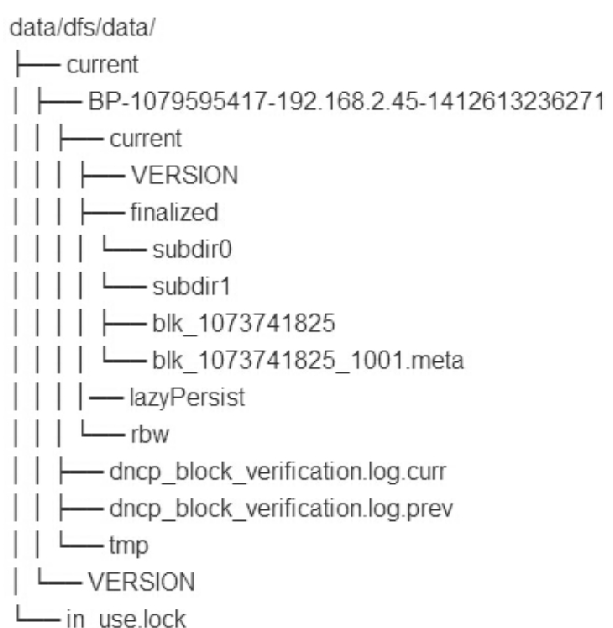 data/dfs/data/
├── current
│ ├── BP-1079595417-192.168.2.45-1412613236271
│ │ ├── current
│ │ │ ├── VERSION
│ │ │ ├── finalized
│ │ │ │ └── subdir0
│ │ │ │ └── subdir1
│ │ │ │ ├── blk_1073741825
│ │ │ │ └── blk_1073741825_1001.meta
│ │ │ |── lazyPersist
│ │ │ └── rbw
│ │ ├── dncp_block_verification.log.curr
│ │ ├── dncp_block_verification.log.prev
│ │ └── tmp
│ └── VERSION
└── in_use.lock